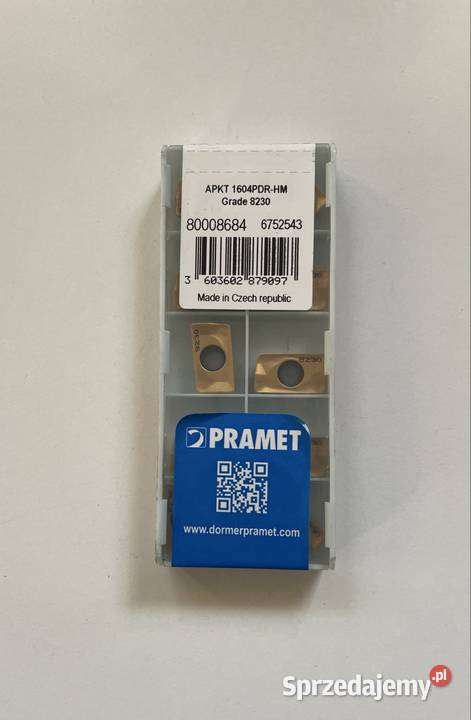 APKT 1604PDR-HM
Grade 8230
80008684 6752543
3 603602 879097
Made in Czech republic
8230
8230
PRAMET
www.dormerpramet.com
Sprzedajemy.pl